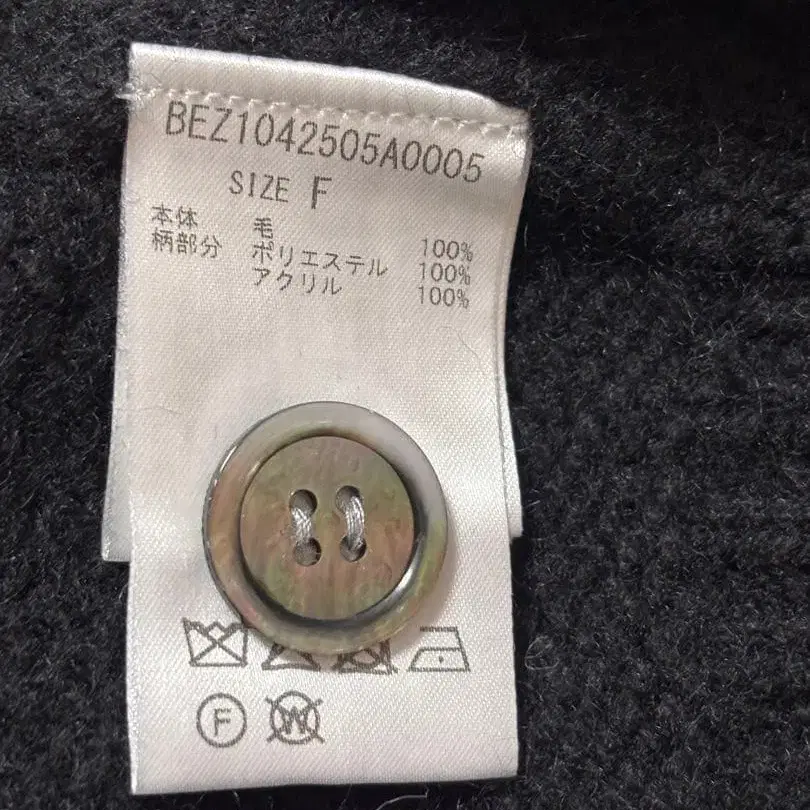 BEZ1042505A0005
SIZE F
本体 毛 100%
柄部分 ポリエステル 100%
アクリル 100%
F W